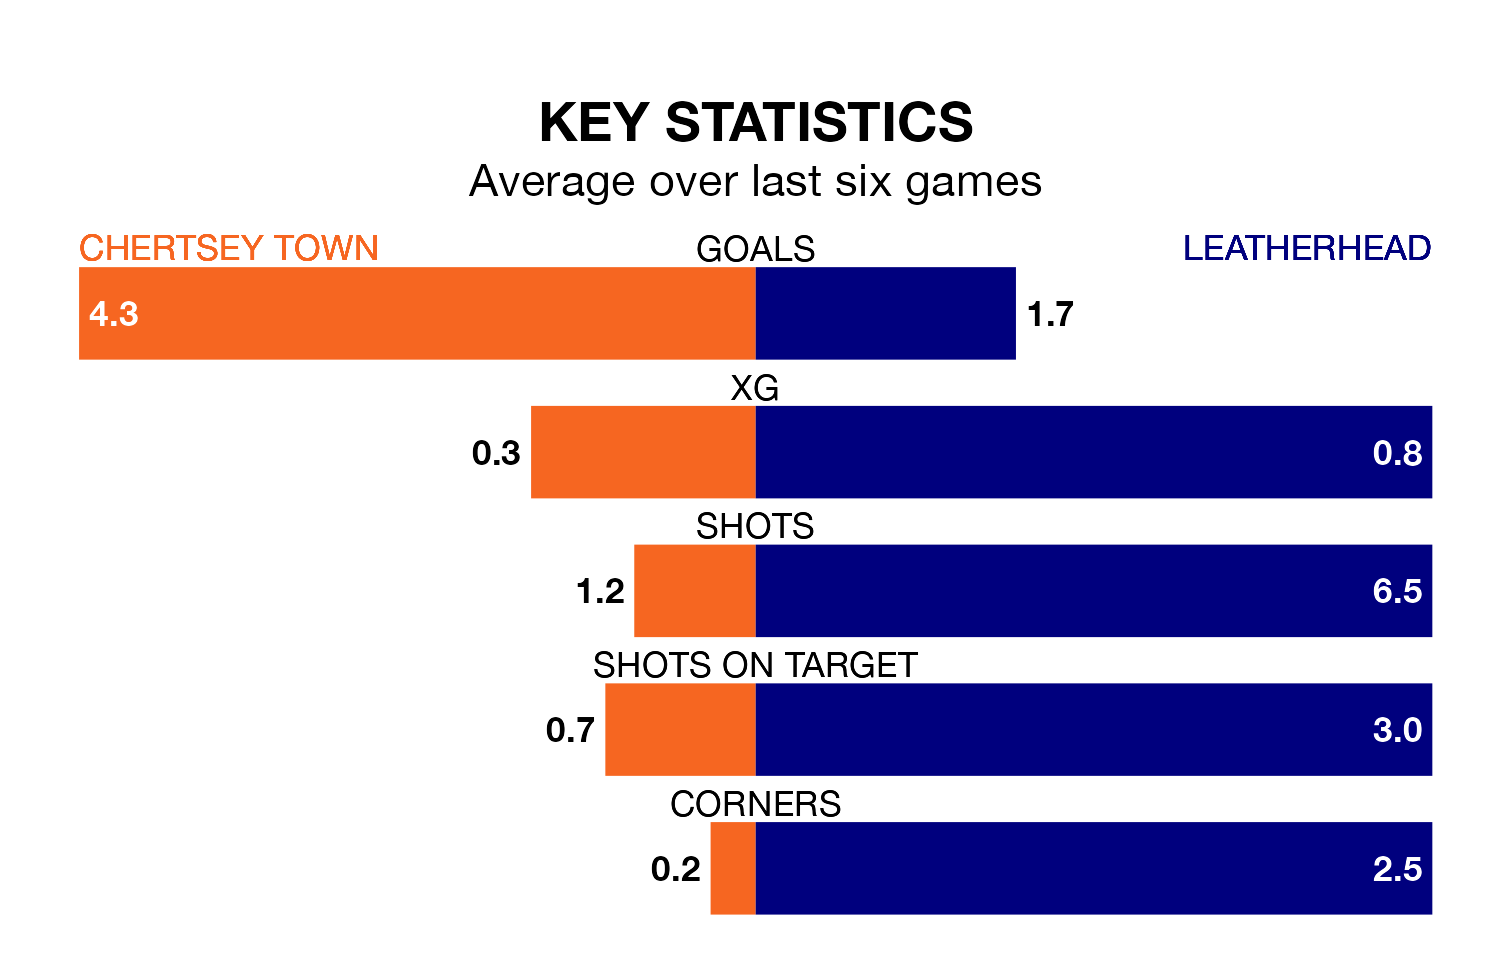 KEY STATISTICS
Average over last six games
CHERTSEY TOWN GOALS LEATHERHEAD
4.3 1.7
XG
0.3 0.8
SHOTS
1.2 6.5
SHOTS ON TARGET
0.7 3.0
CORNERS
0.2 2.5